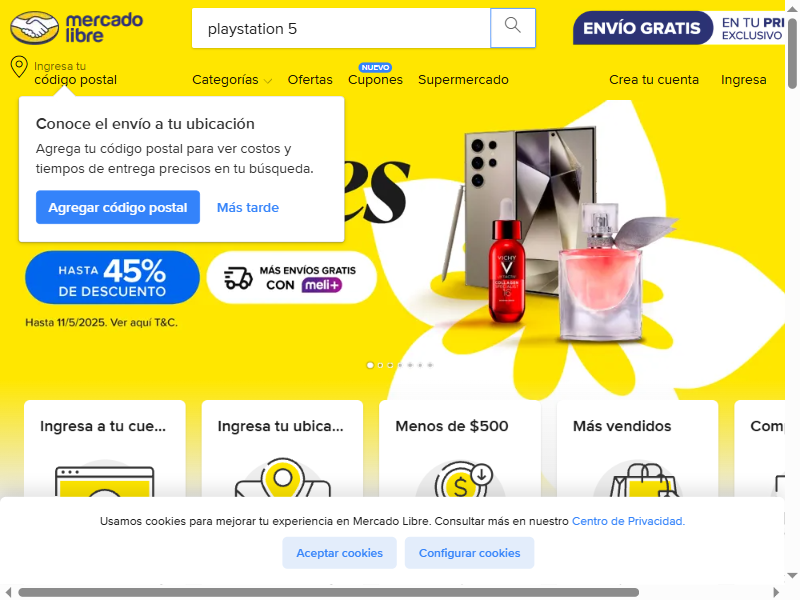 mercado
libre
playstation 5
ENVÍO GRATIS
EN TU PRI
EXCLUSIVO
Ingresa tu
código postal
Categorías
Ofertas
NUEVO
Cupones
Supermercado
Crea tu cuenta
Ingresa
Conoce el envío a tu ubicación
Agrega tu código postal para ver costos y
tiempos de entrega precisos en tu búsqueda.
Agregar código postal
Más tarde
es
HASTA 45%
DE DESCUENTO
MÁS ENVÍOS GRATIS
CON meli+
Hasta 11/5/2025. Ver aquí T&C.
VICHY
COLLAGEN
SPECIALIST
16
Ingresa a tu cue...
Ingresa tu ubica...
Menos de $500
Más vendidos
Com
Usamos cookies para mejorar tu experiencia en Mercado Libre. Consultar más en nuestro Centro de Privacidad.
Aceptar cookies
Configurar cookies